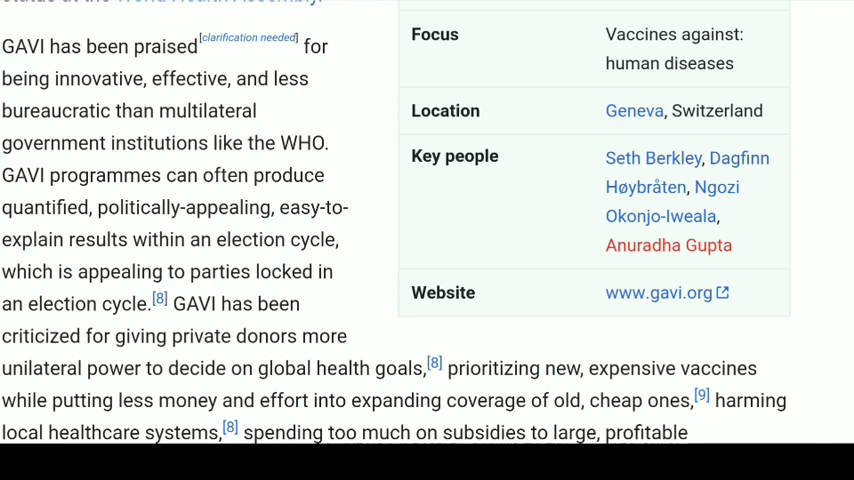 status at the World Health Assembly.
GAVI has been praised[clarification needed] for
being innovative, effective, and less
bureaucratic than multilateral
government institutions like the WHO.
GAVI programmes can often produce
quantified, politically-appealing, easy-to-
explain results within an election cycle,
which is appealing to parties locked in
an election cycle.[8] GAVI has been
criticized for giving private donors more
unilateral power to decide on global health goals,[8] prioritizing new, expensive vaccines
while putting less money and effort into expanding coverage of old, cheap ones,[9] harming
local healthcare systems,[8] spending too much on subsidies to large, profitable
Focus Vaccines against:
human diseases
Location Geneva, Switzerland
Key people Seth Berkley, Dagfinn
Høybråten, Ngozi
Okonjo-Iweala,
Anuradha Gupta
Website www.gavi.org